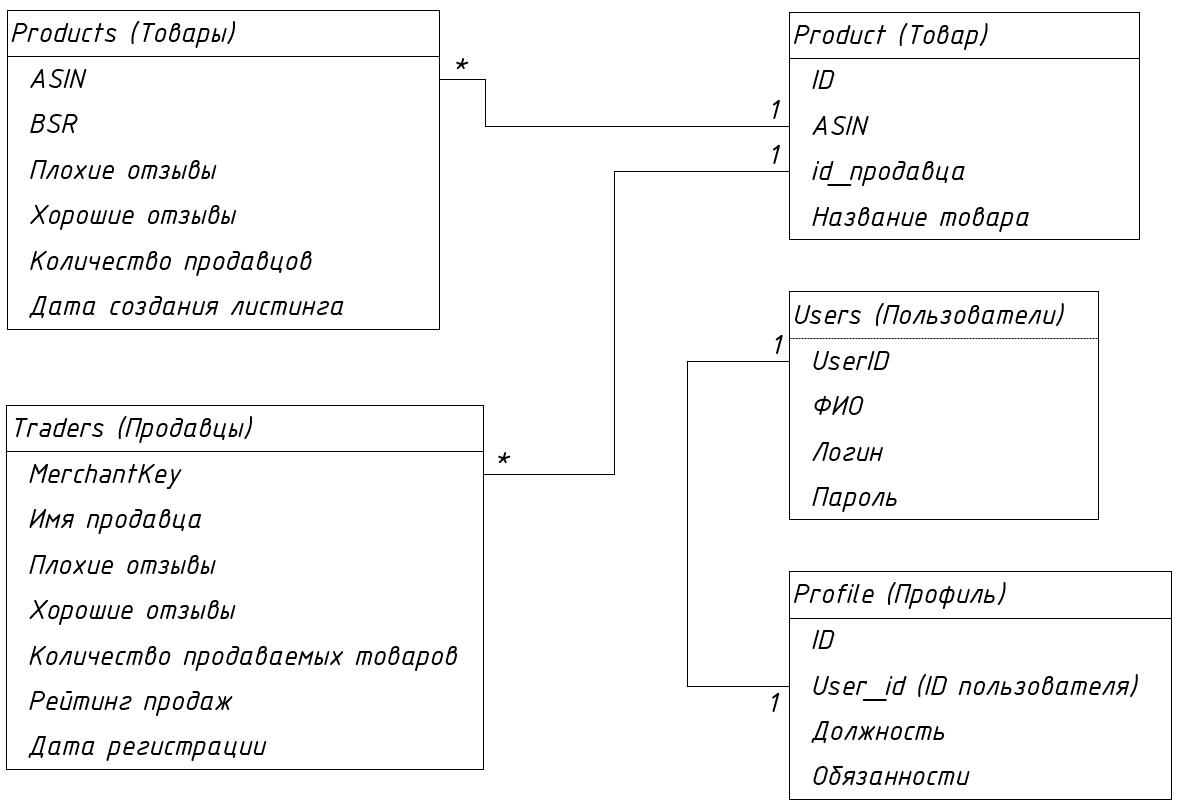 Products (Товары)
ASIN
BSR
Плохие отзывы
Хорошие отзывы
Количество продавцов
Дата создания листинга
*
1
Product (Товар)
ID
ASIN
id_продавца
Название товара
1
*
Traders (Продавцы)
MerchantKey
Имя продавца
Плохие отзывы
Хорошие отзывы
Количество продаваемых товаров
Рейтинг продаж
Дата регистрации
Users (Пользователи)
UserID
ФИО
Логин
Пароль
1
1
Profile (Профиль)
ID
User_id (ID пользователя)
Должность
Обязанности